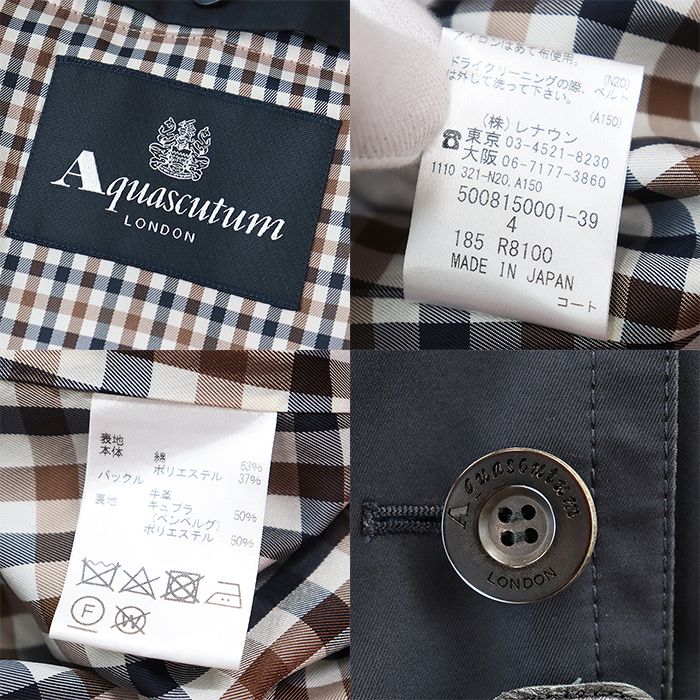 Aquascutum
LONDON
アイロンはあて布使用。
ドライクリーニングの際、ベルト
は外して洗って下さい。
(N20)
(A150)
(株)レナウン
☎東京 03-4521-8230
大阪 06-7177-3860
1110 321-N20.A150
5008150001-39
4
185 R8100
MADE IN JAPAN
コート
表地
本体 綿 63%
ポリエステル 37%
バックル 牛革
裏地 キュプラ
(ベンベルグ) 50%
ポリエステル 50%
F
W
Aquascutum
LONDON